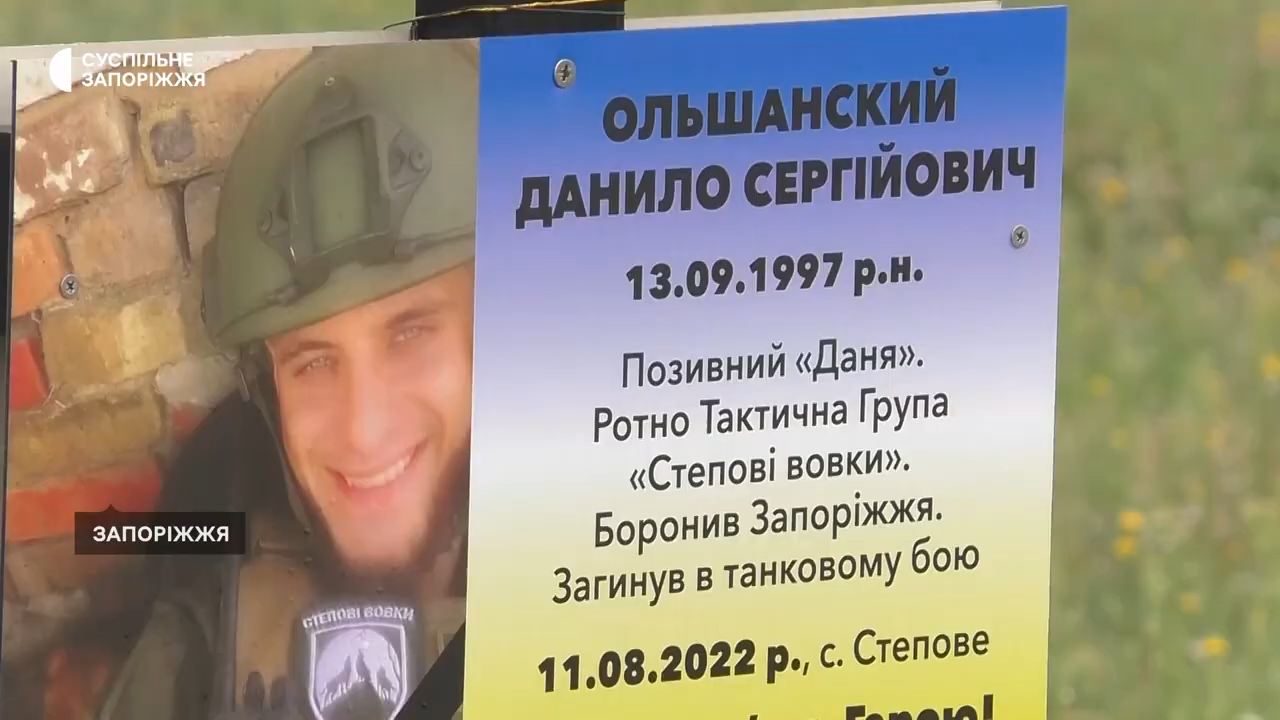 СУСПІЛЬНЕ
ЗАПОРІЖЖЯ
ОЛЬШАНСКИЙ
ДАНИЛО СЕРГІЙОВИЧ
13.09.1997 р.н.
Позивний «Даня».
Ротно Тактична Група
«Степові вовки».
Боронив Запоріжжя.
Загинув в танковому бою
11.08.2022 р., с. Степове
Герою!
ЗАПОРІЖЖЯ
СТЕПОВІ ВОВКИ